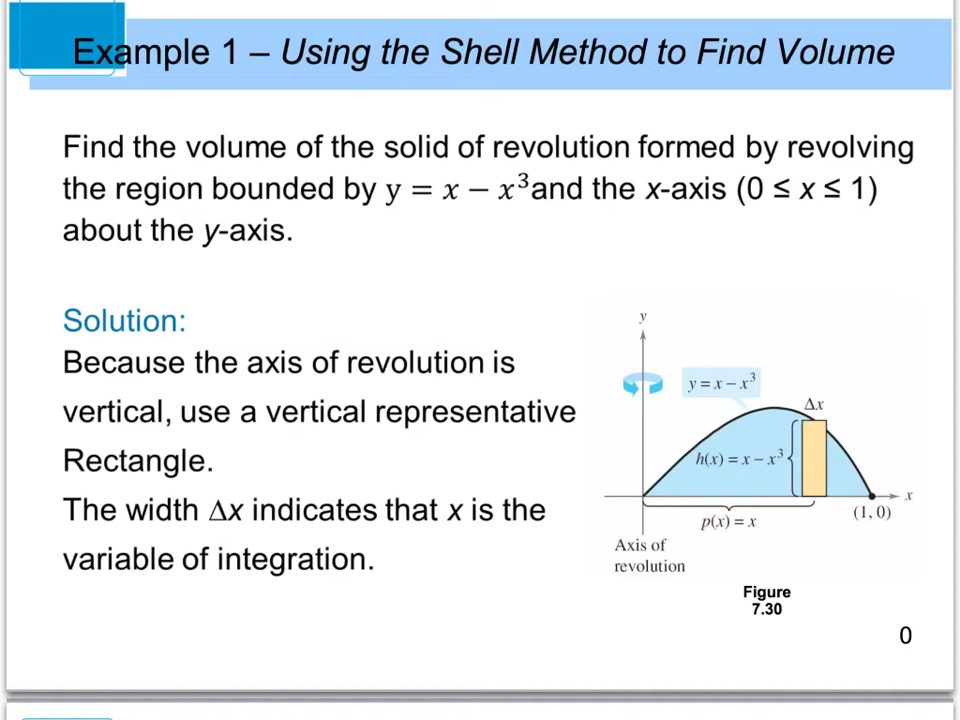 Example 1 – Using the Shell Method to Find Volume
Find the volume of the solid of revolution formed by revolving
the region bounded by y = x − x³and the x-axis (0 ≤ x ≤ 1)
about the y-axis.
Solution:
Because the axis of revolution is
vertical, use a vertical representative
Rectangle.
The width Δx indicates that x is the
variable of integration.
y
y = x – x³
Δx
h(x) = x – x³
x
p(x) = x
(1, 0)
Axis of
revolution
Figure
7.30
0